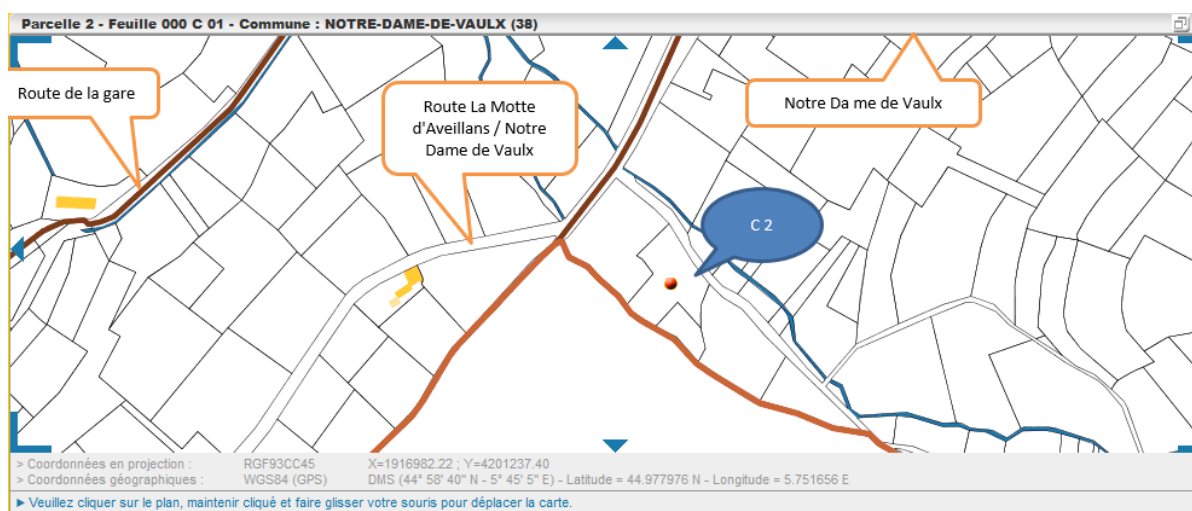 Parcelle 2 - Feuille 000 C 01 - Commune : NOTRE-DAME-DE-VAULX (38)
Route de la gare
Route La Motte
d'Aveillans / Notre
Dame de Vaulx
Notre Da me de Vaulx
C 2
> Coordonnées en projection : RGF93CC45 X=1916982.22 ; Y=4201237.40
> Coordonnées géographiques : WGS84 (GPS) DMS (44° 58' 40" N - 5° 45' 5" E) - Latitude = 44.977976 N - Longitude = 5.751656 E
► Veuillez cliquer sur le plan, maintenir cliqué et faire glisser votre souris pour déplacer la carte.